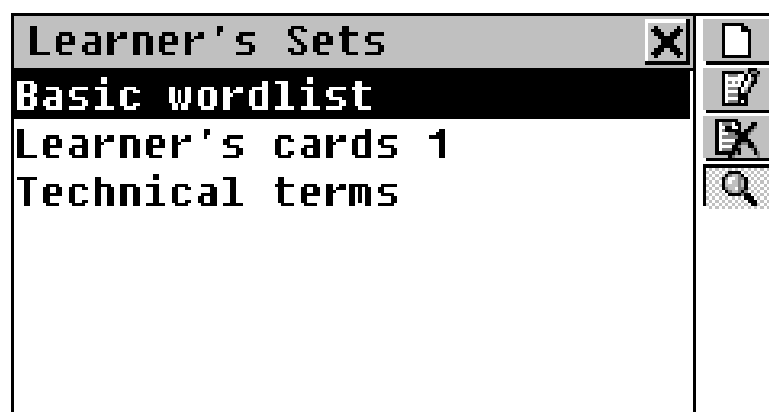 Learner's Sets
Basic wordlist
Learner's cards 1
Technical terms